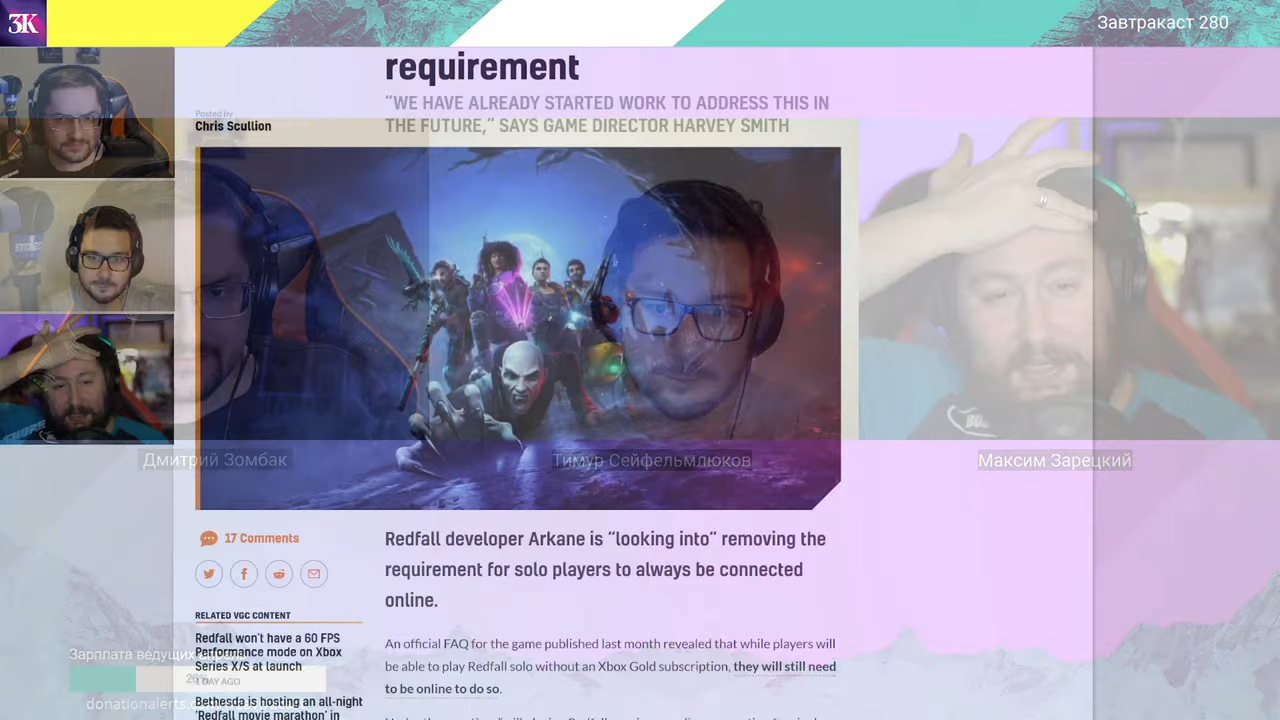 3K
Завтракаст 280
requirement
“WE HAVE ALREADY STARTED WORK TO ADDRESS THIS IN
THE FUTURE,” SAYS GAME DIRECTOR HARVEY SMITH
Posted by
Chris Scullion
Дмитрий Зомбак
Тимур Сейфельмлюков
Максим Зарецкий
17 Comments
RELATED VGC CONTENT
Redfall won’t have a 60 FPS
Performance mode on Xbox
Series X/S at launch
1 DAY AGO
Bethesda is hosting an all-night
‘Redfall movie marathon’ in
Redfall developer Arkane is “looking into” removing the
requirement for solo players to always be connected
online.
An official FAQ for the game published last month revealed that while players will
be able to play Redfall solo without an Xbox Gold subscription, they will still need
to be online to do so.
Зарплата ведущих
donationalerts.c